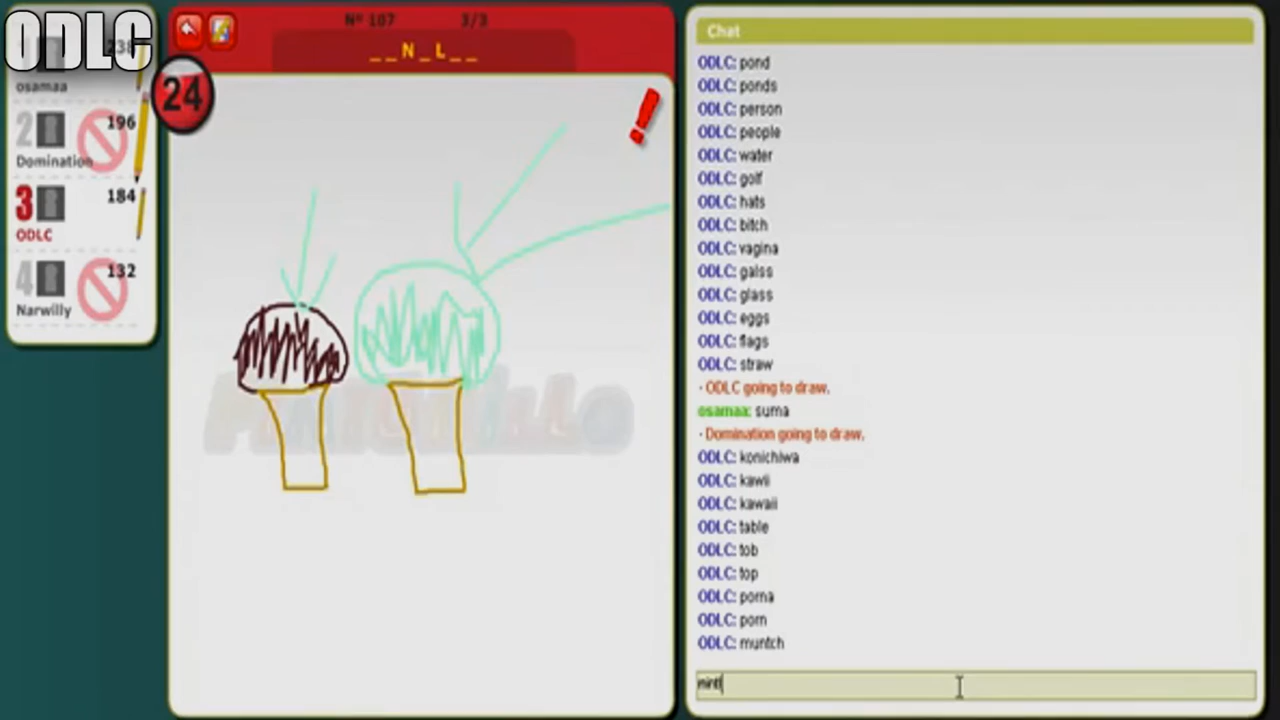 ODLC
238
osamaa
2
196
Domination
3
184
ODLC
4
132
Narwilly
24
Nº 107 3/3
_ _ N _ L _ _
!
Chat
ODLC: pond
ODLC: ponds
ODLC: person
ODLC: people
ODLC: water
ODLC: golf
ODLC: hats
ODLC: bitch
ODLC: vagina
ODLC: galss
ODLC: glass
ODLC: eggs
ODLC: flags
ODLC: straw
· ODLC going to draw.
osamaa: suma
· Domination going to draw.
ODLC: konichiwa
ODLC: kawii
ODLC: kawaii
ODLC: table
ODLC: tob
ODLC: top
ODLC: porna
ODLC: porn
ODLC: muntch